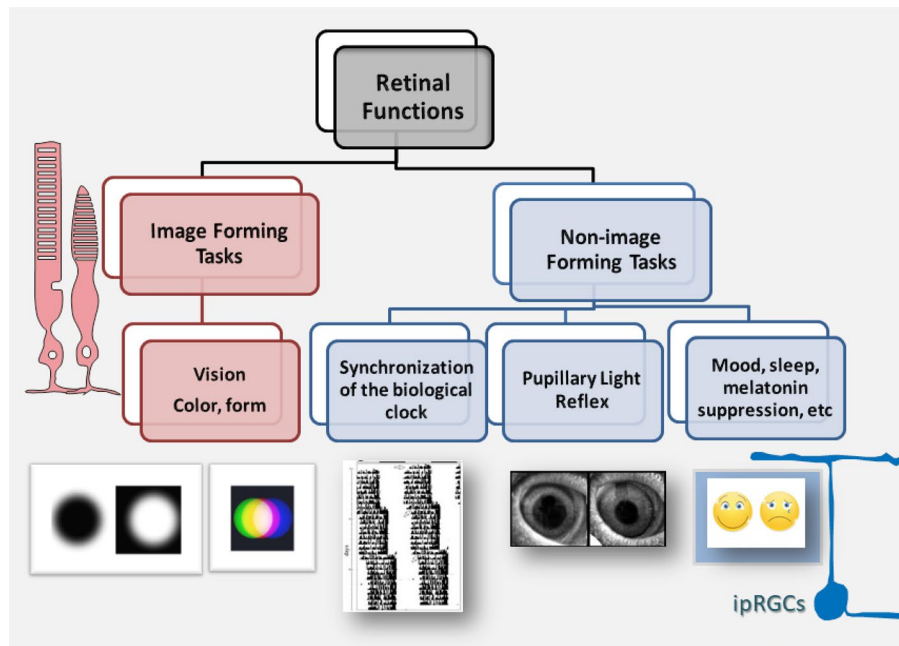 Retinal
Functions
Image Forming
Tasks
Non-image
Forming Tasks
Vision
Color, form
Synchronization
of the biological
clock
Pupillary Light
Reflex
Mood, sleep,
melatonin
suppression, etc
days
ipRGCs